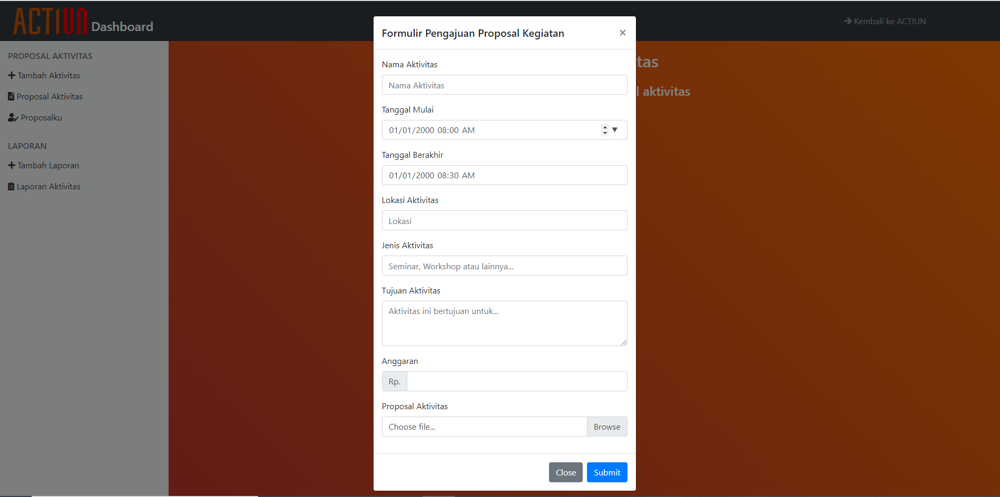 ACTIUN Dashboard
Kembali ke ACTIUN
PROPOSAL AKTIVITAS
Tambah Aktivitas
Proposal Aktivitas
Proposalku
LAPORAN
Tambah Laporan
Laporan Aktivitas
tas
l aktivitas
Formulir Pengajuan Proposal Kegiatan
×
Nama Aktivitas
Nama Aktivitas
Tanggal Mulai
01/01/2000 08:00 AM
Tanggal Berakhir
01/01/2000 08:30 AM
Lokasi Aktivitas
Lokasi
Jenis Aktivitas
Seminar, Workshop atau lainnya...
Tujuan Aktivitas
Aktivitas ini bertujuan untuk...
Anggaran
Rp.
Proposal Aktivitas
Choose file... Browse
Close Submit